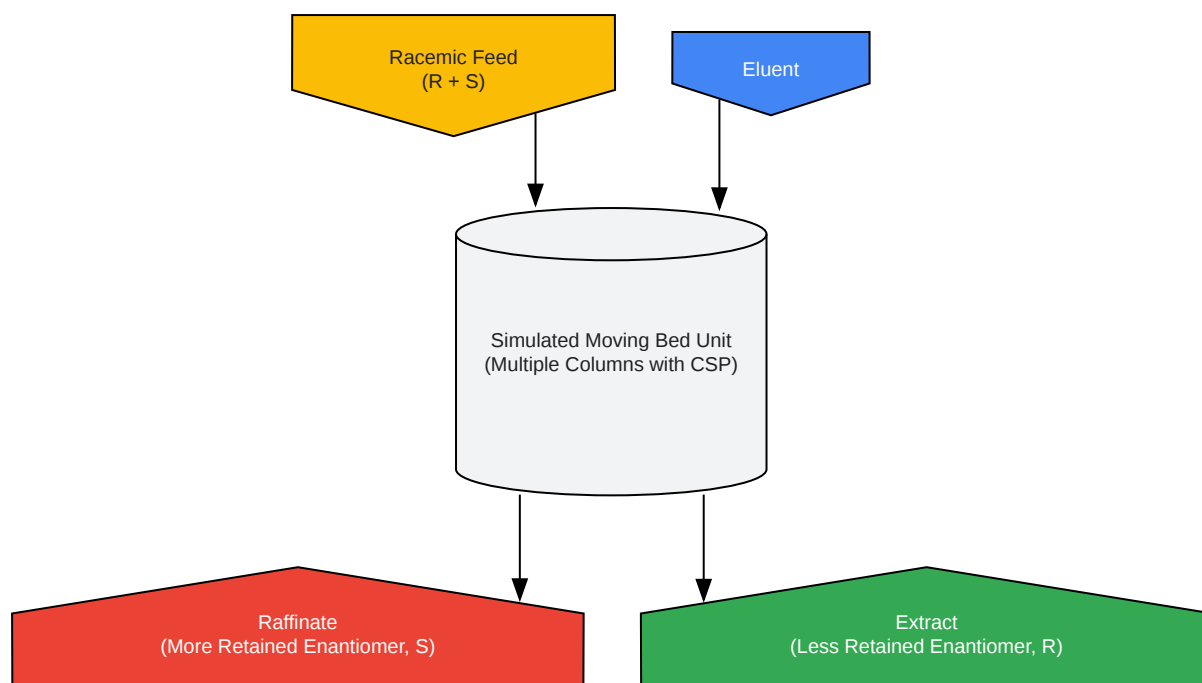 Racemic Feed
(R + S)
Eluent
Simulated Moving Bed Unit
(Multiple Columns with CSP)
Raffinate
(More Retained Enantiomer, S)
Extract
(Less Retained Enantiomer, R)